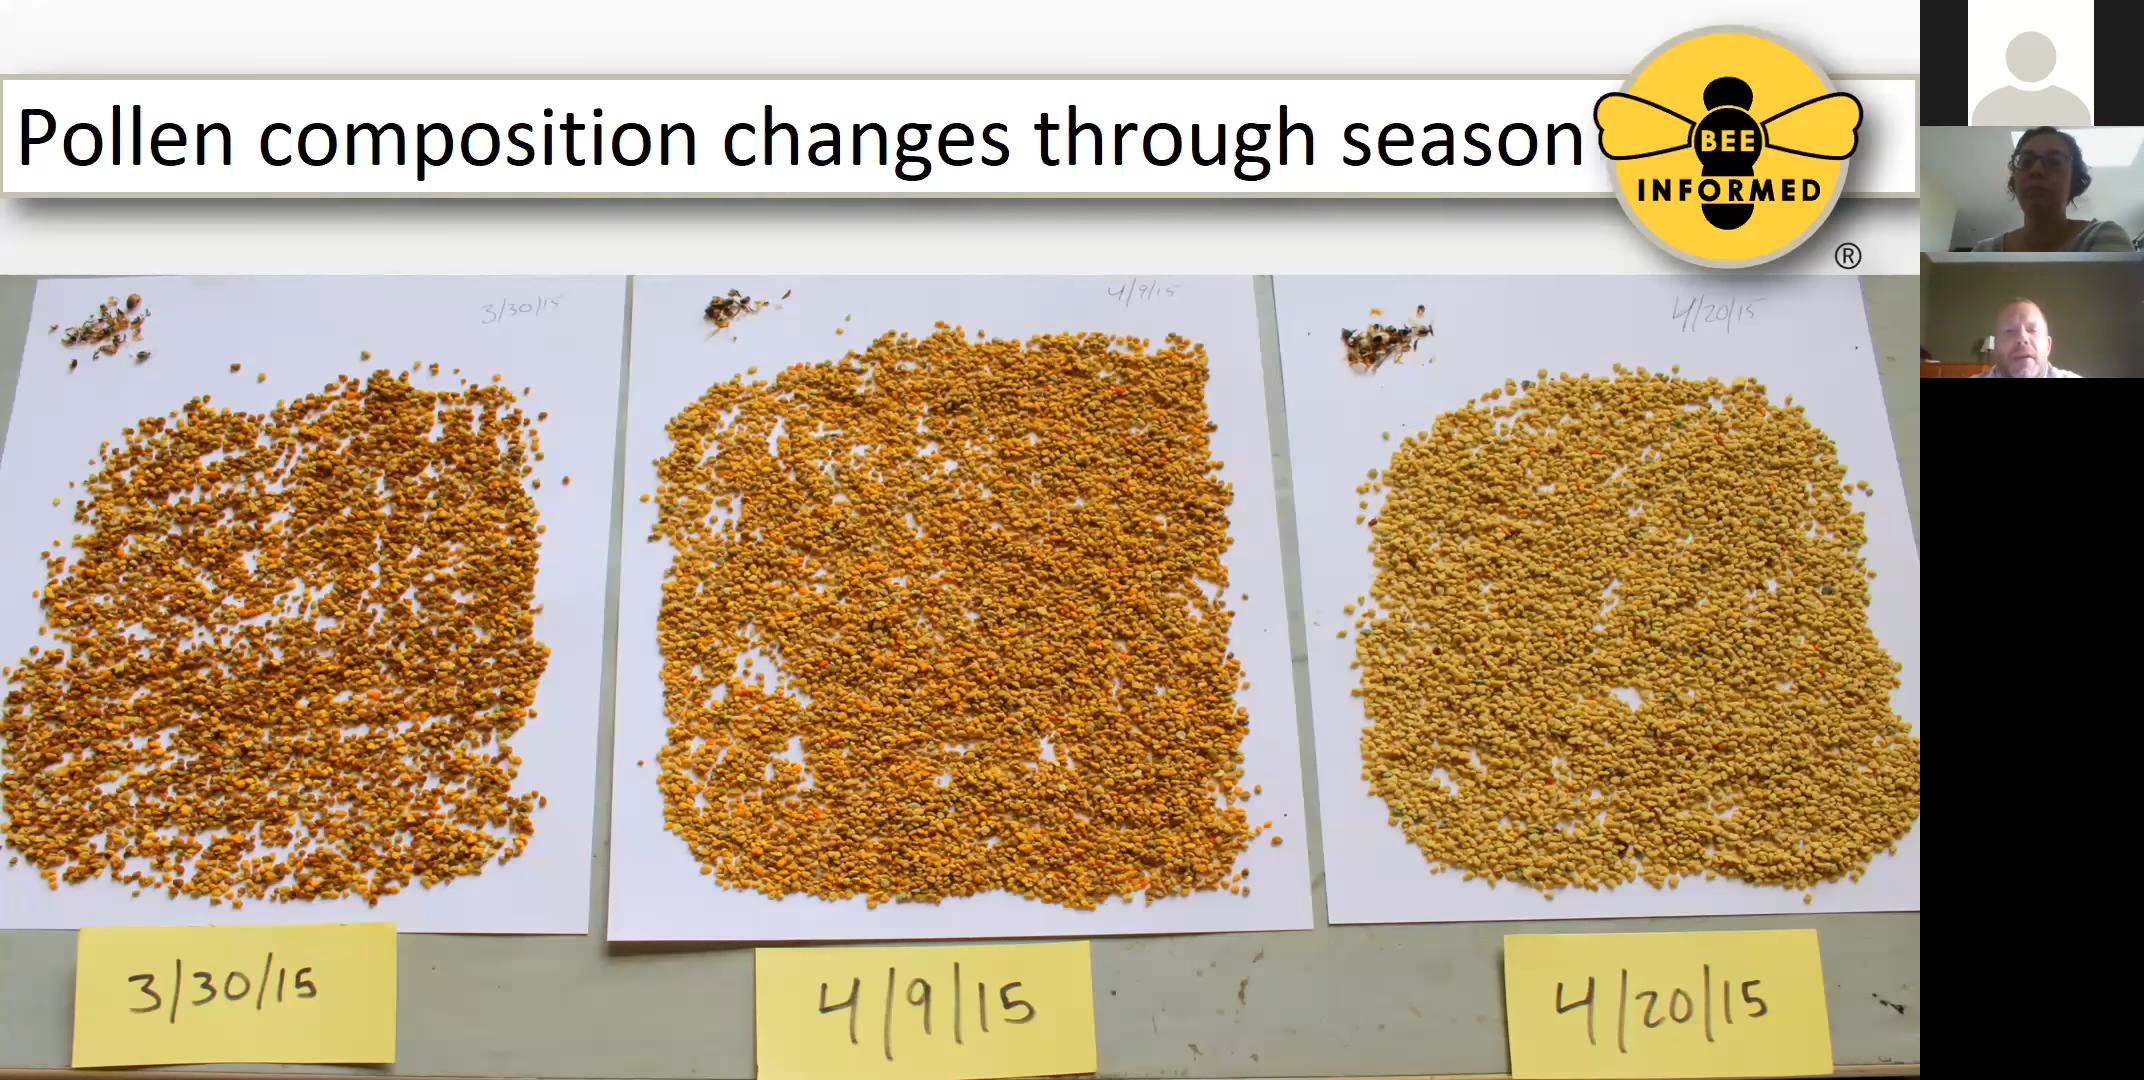 Pollen composition changes through season
BEE
INFORMED
®
3/30/15
4/9/15
4/20/15
3/30/15
4/9/15
4/20/15